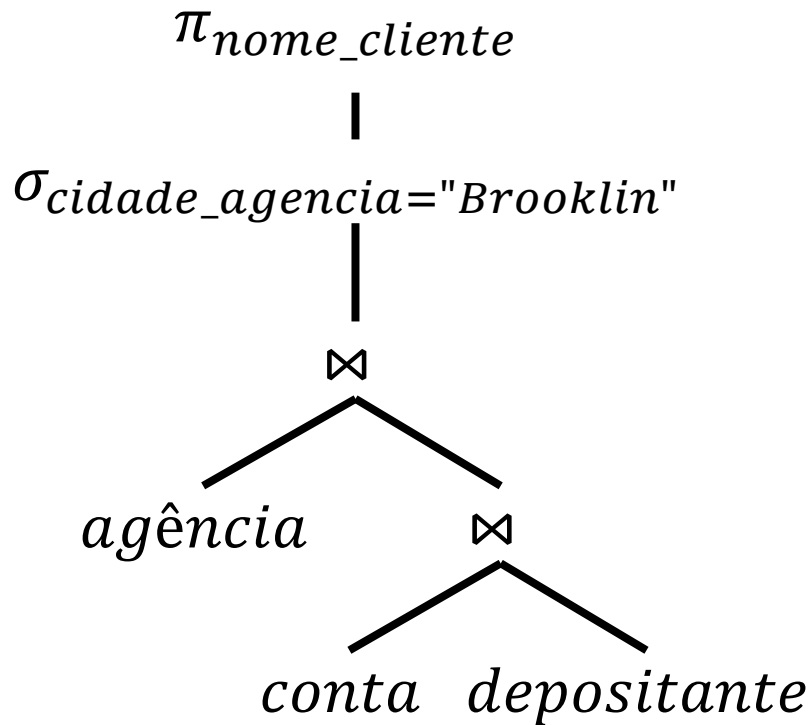 π nome_cliente
σ cidade_agencia="Brooklin"
⋈
agência ⋈
conta depositante